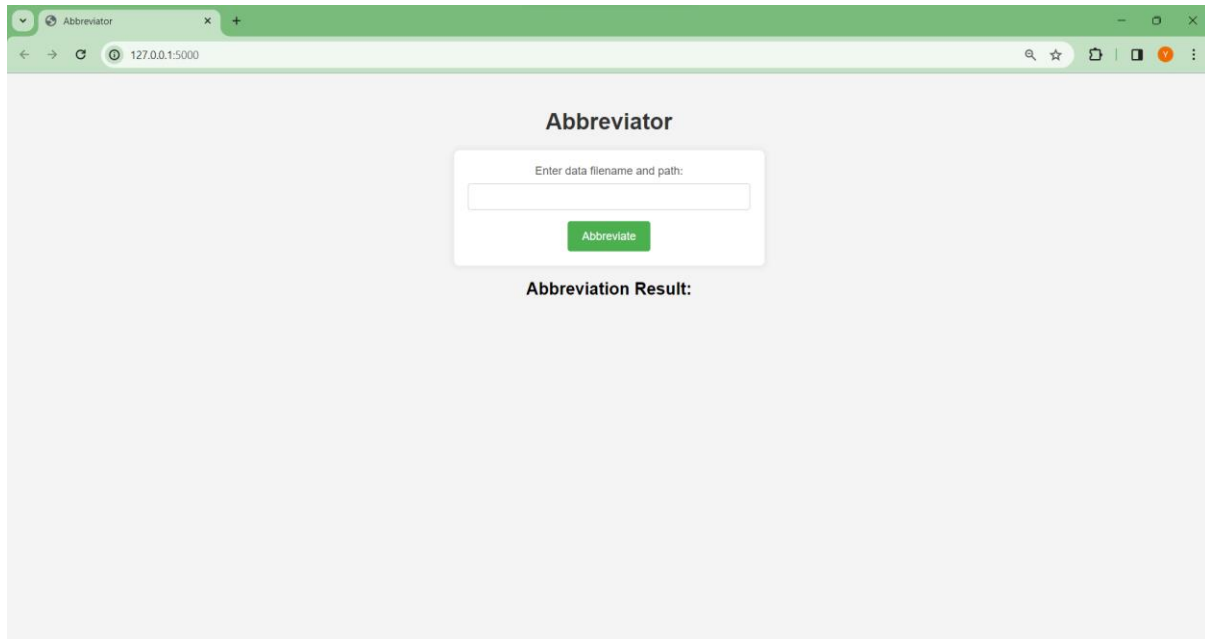 Abbreviator
127.0.0.1:5000
Y
Abbreviator
Enter data filename and path:
Abbreviate
Abbreviation Result: